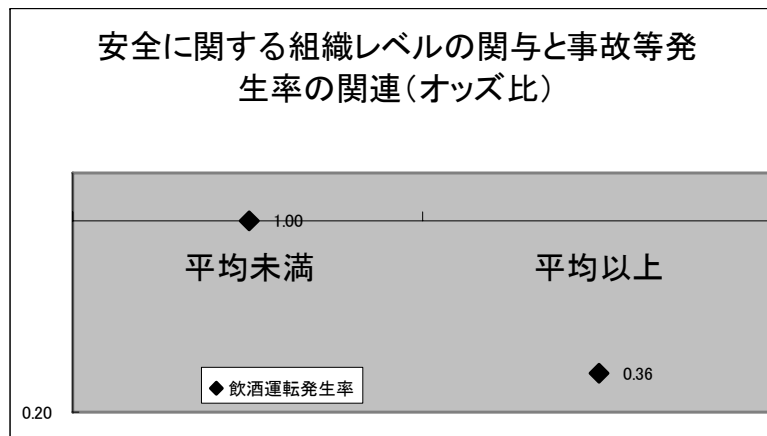 安全に関する組織レベルの関与と事故等発
生率の関連（オッズ比）
1.00
平均未満
平均以上
飲酒運転発生率
0.36
0.20